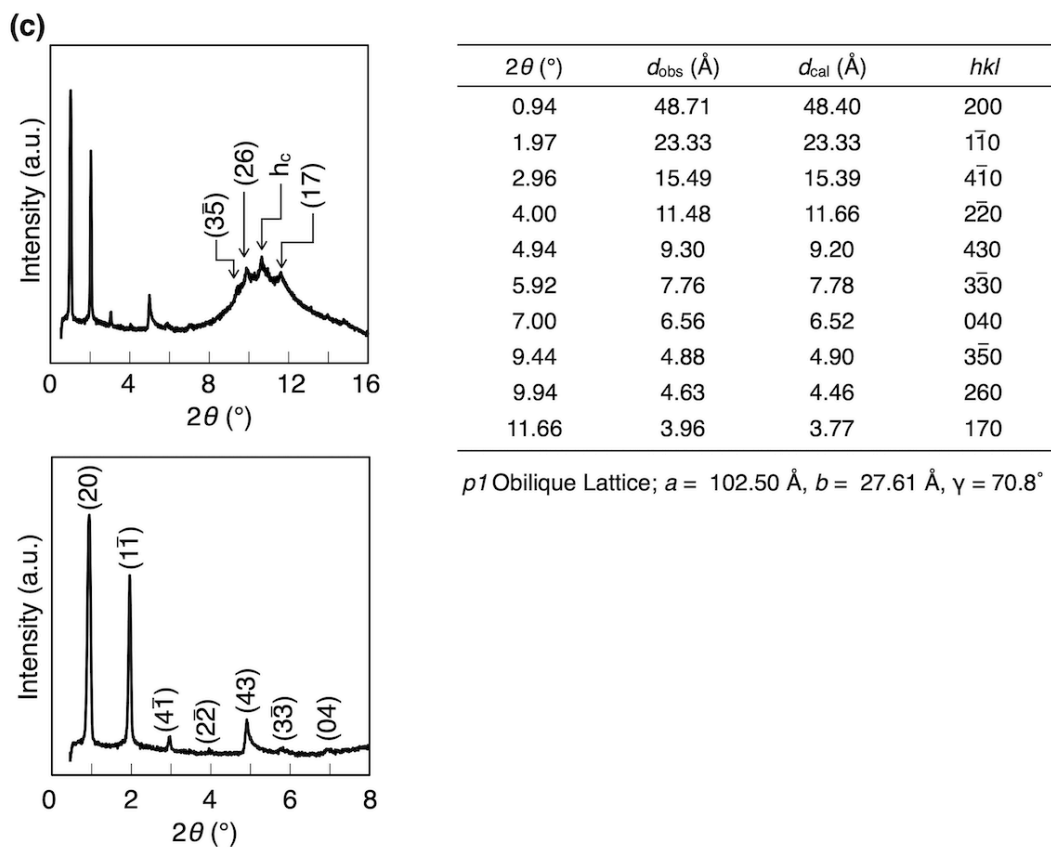 (c)
Intensity (a.u.)
(35̅)
(26)
hc
(17)
0 4 8 12 16
2θ (°)
Intensity (a.u.)
(20)
(11̅)
(41̅)
(22̅)
(43)
(33̅)
(04)
0 2 4 6 8
2θ (°)
2θ (°) dobs (Å) dcal (Å) hkl
0.94 48.71 48.40 200
1.97 23.33 23.33 11̅0
2.96 15.49 15.39 41̅0
4.00 11.48 11.66 22̅0
4.94 9.30 9.20 430
5.92 7.76 7.78 33̅0
7.00 6.56 6.52 040
9.44 4.88 4.90 35̅0
9.94 4.63 4.46 260
11.66 3.96 3.77 170
p1 Obilique Lattice; a = 102.50 Å, b = 27.61 Å, γ = 70.8°